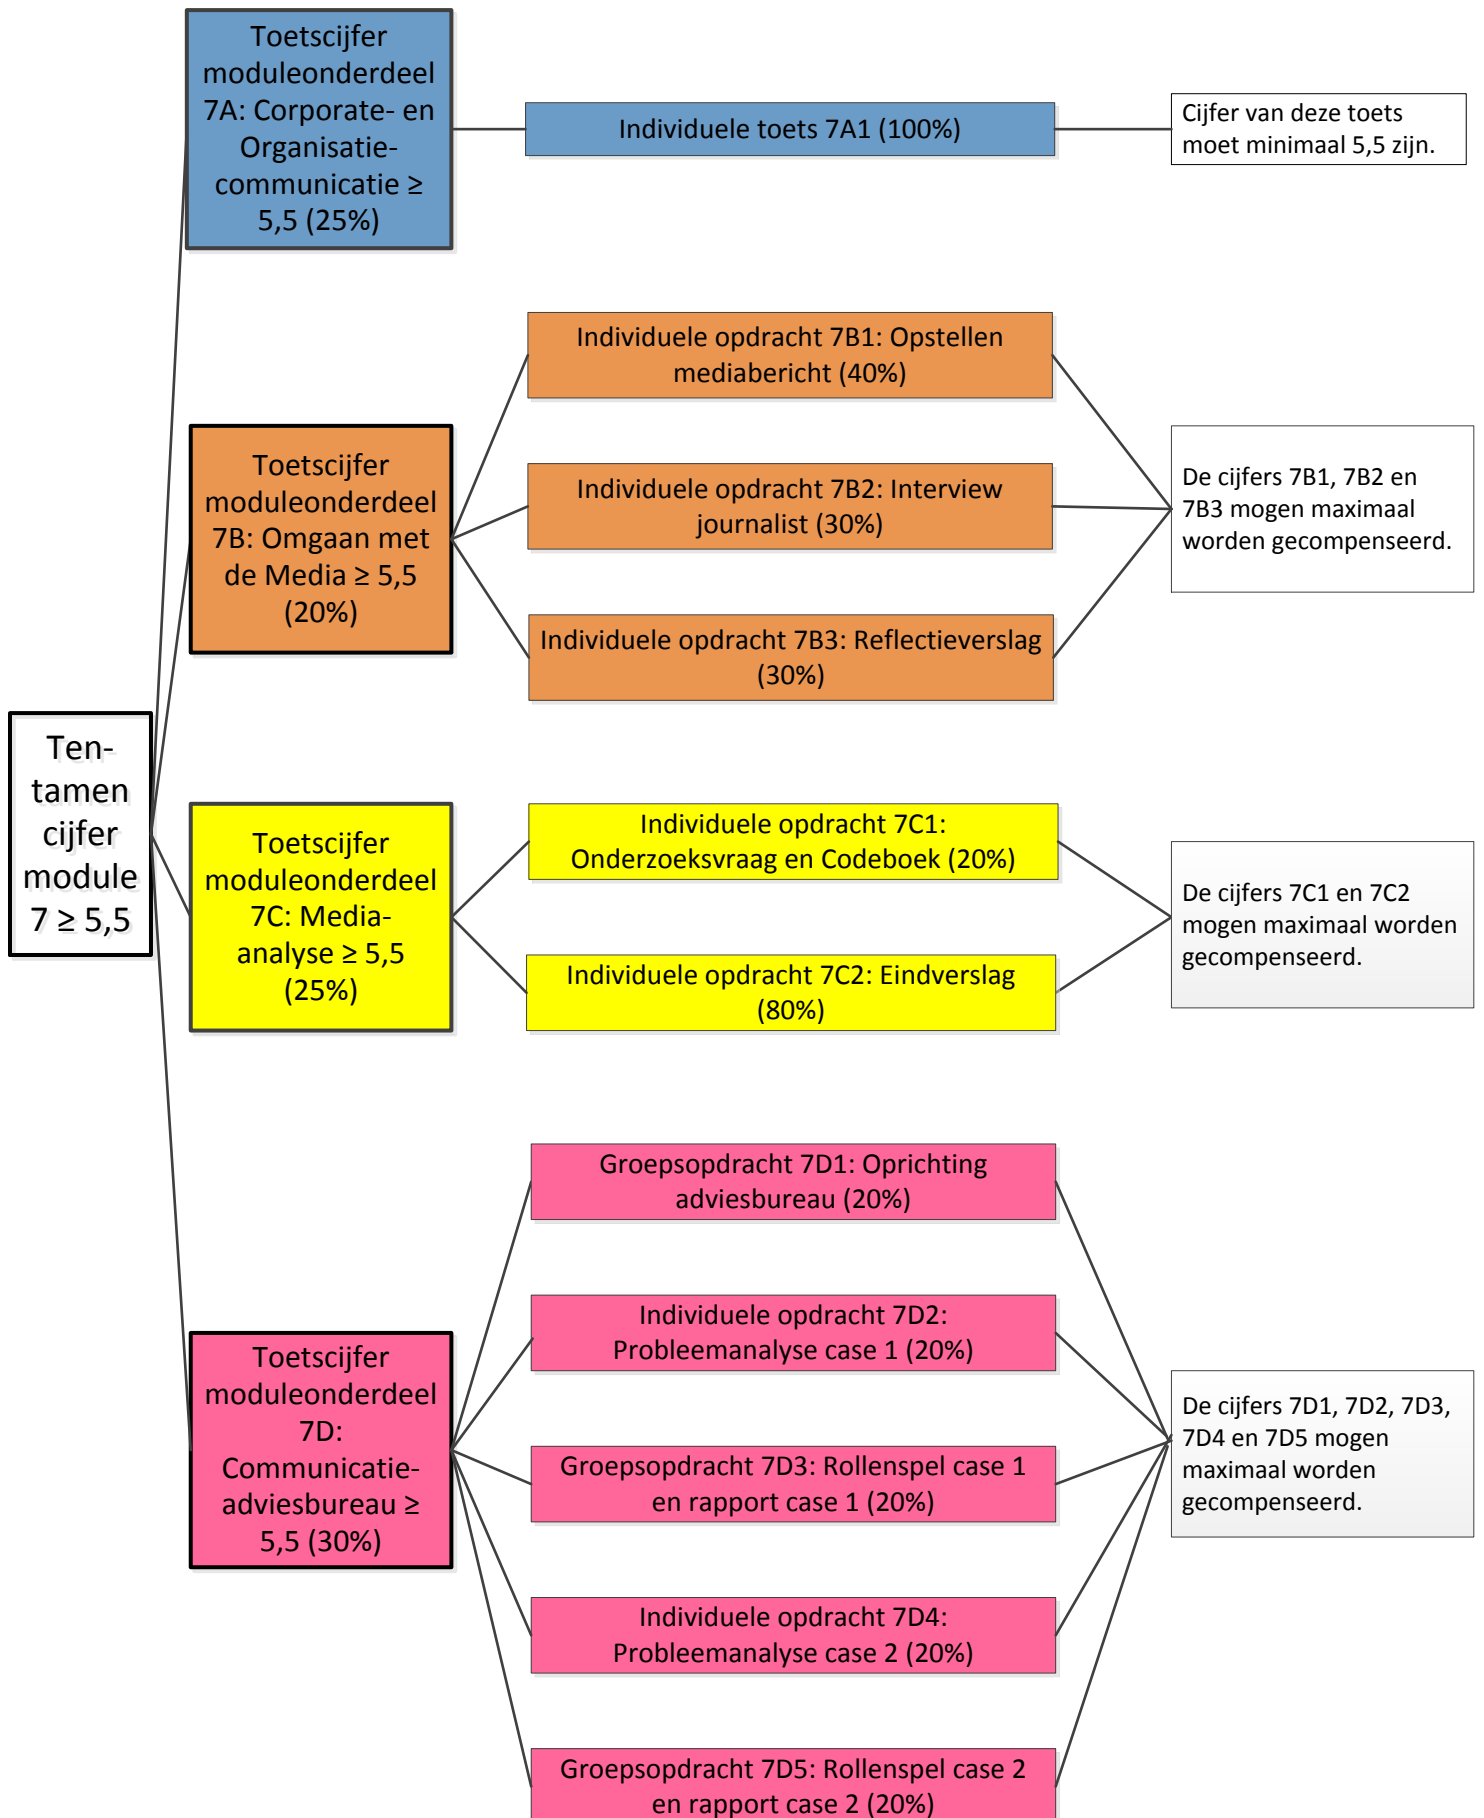 Toetscijfer
moduleonderdeel
7A: Corporate- en
Organisatie-
communicatie ≥
5,5 (25%)
Individuele toets 7A1 (100%)
Cijfer van deze toets
moet minimaal 5,5 zijn.
Individuele opdracht 7B1: Opstellen
mediabericht (40%)
Toetscijfer
moduleonderdeel
7B: Omgaan met
de Media ≥ 5,5
(20%)
Individuele opdracht 7B2: Interview
journalist (30%)
De cijfers 7B1, 7B2 en
7B3 mogen maximaal
worden gecompenseerd.
Individuele opdracht 7B3: Reflectieverslag
(30%)
Ten-
tamen
cijfer
module
7 ≥ 5,5
Toetscijfer
moduleonderdeel
7C: Media-
analyse ≥ 5,5
(25%)
Individuele opdracht 7C1:
Onderzoeksvraag en Codeboek (20%)
Individuele opdracht 7C2: Eindverslag
(80%)
De cijfers 7C1 en 7C2
mogen maximaal worden
gecompenseerd.
Groepsopdracht 7D1: Oprichting
adviesbureau (20%)
Individuele opdracht 7D2:
Probleemanalyse case 1 (20%)
Toetscijfer
moduleonderdeel
7D:
Communicatie-
adviesbureau ≥
5,5 (30%)
Groepsopdracht 7D3: Rollenspel case 1
en rapport case 1 (20%)
De cijfers 7D1, 7D2, 7D3,
7D4 en 7D5 mogen
maximaal worden
gecompenseerd.
Individuele opdracht 7D4:
Probleemanalyse case 2 (20%)
Groepsopdracht 7D5: Rollenspel case 2
en rapport case 2 (20%)